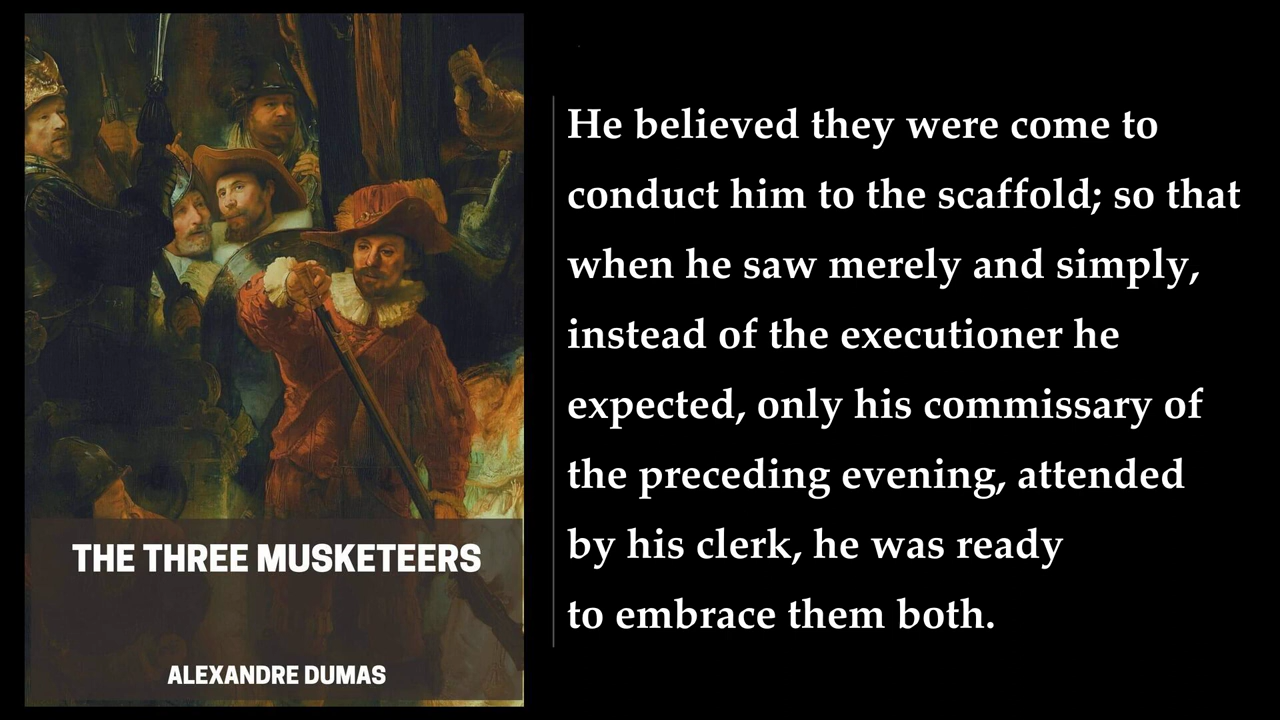 THE THREE MUSKETEERS
ALEXANDRE DUMAS
He believed they were come to
conduct him to the scaffold; so that
when he saw merely and simply,
instead of the executioner he
expected, only his commissary of
the preceding evening, attended
by his clerk, he was ready
to embrace them both.